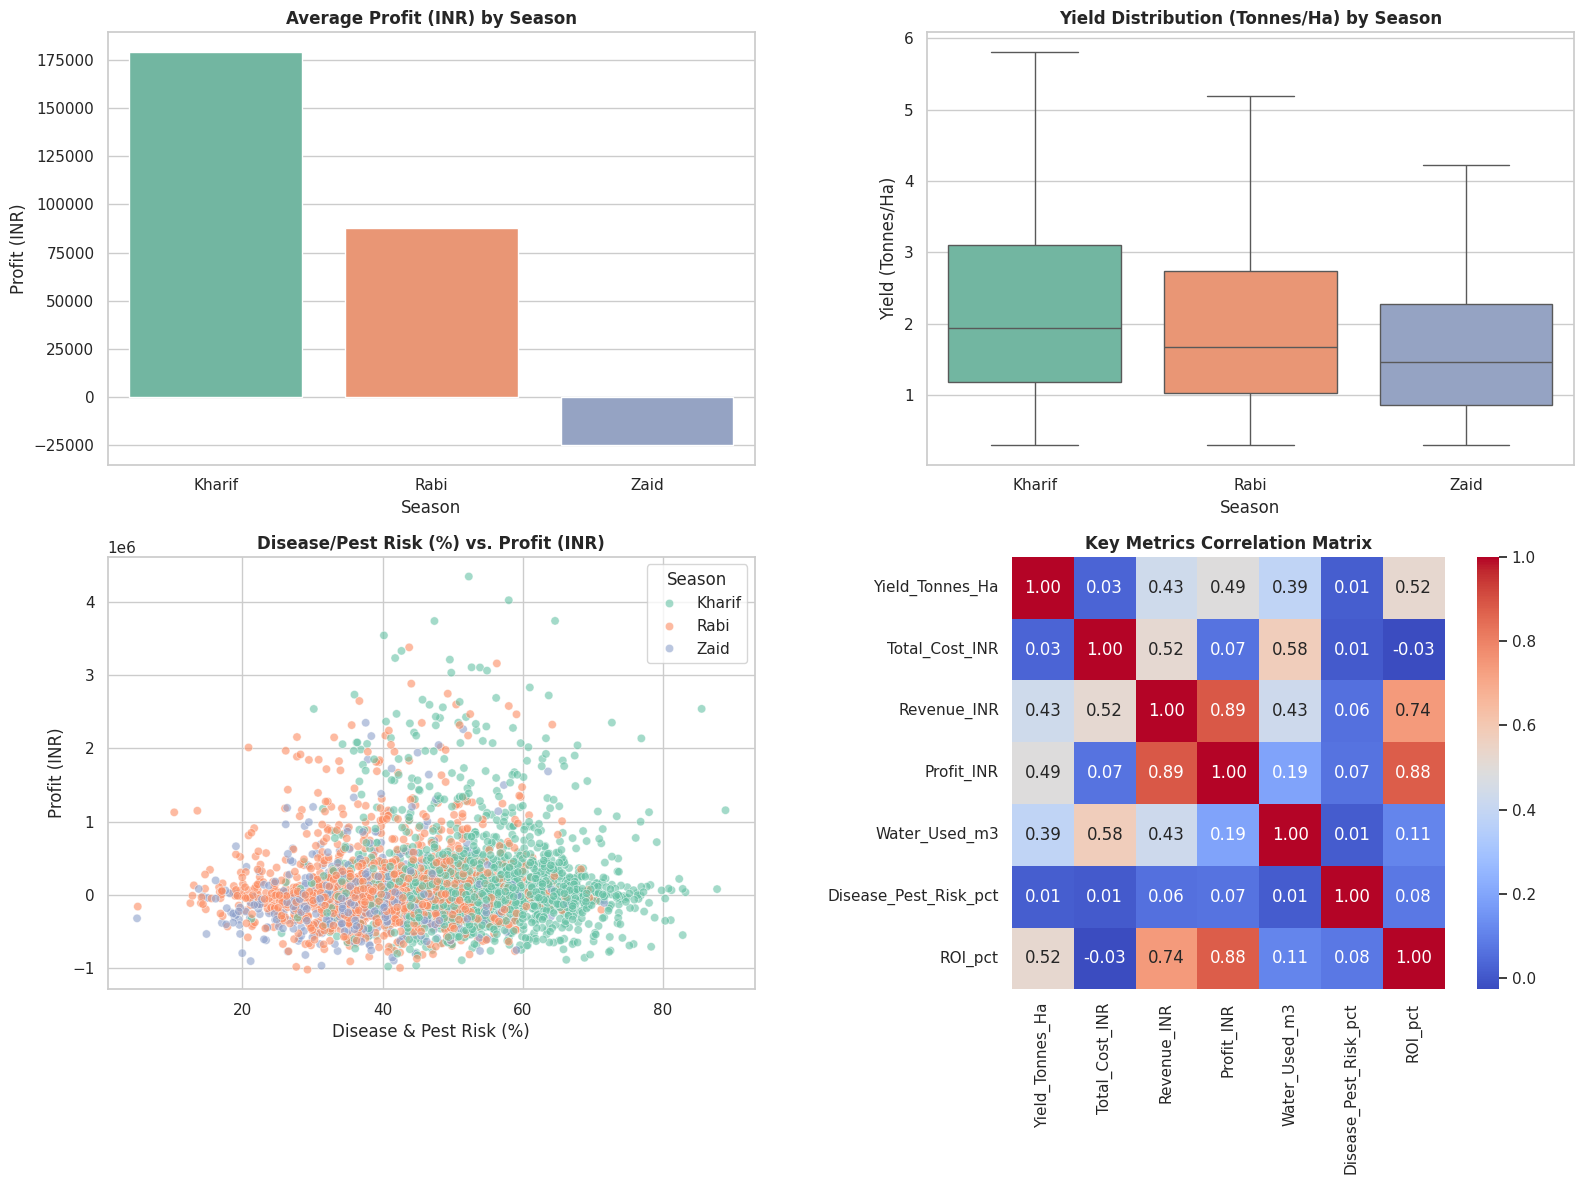 Average Profit (INR) by Season
175000
150000
125000
100000
75000
50000
25000
0
−25000
Profit (INR)
Kharif
Rabi
Zaid
Season
Yield Distribution (Tonnes/Ha) by Season
6
5
4
3
2
1
Yield (Tonnes/Ha)
Kharif
Rabi
Zaid
Season
Disease/Pest Risk (%) vs. Profit (INR)
1e6
4
3
2
1
0
−1
Profit (INR)
Season
Kharif
Rabi
Zaid
20
40
60
80
Disease & Pest Risk (%)
Key Metrics Correlation Matrix
Yield_Tonnes_Ha 1.00 0.03 0.43 0.49 0.39 0.01 0.52
Total_Cost_INR 0.03 1.00 0.52 0.07 0.58 0.01 -0.03
Revenue_INR 0.43 0.52 1.00 0.89 0.43 0.06 0.74
Profit_INR 0.49 0.07 0.89 1.00 0.19 0.07 0.88
Water_Used_m3 0.39 0.58 0.43 0.19 1.00 0.01 0.11
Disease_Pest_Risk_pct 0.01 0.01 0.06 0.07 0.01 1.00 0.08
ROI_pct 0.52 -0.03 0.74 0.88 0.11 0.08 1.00
Yield_Tonnes_Ha
Total_Cost_INR
Revenue_INR
Profit_INR
Water_Used_m3
Disease_Pest_Risk_pct
ROI_pct
1.0
0.8
0.6
0.4
0.2
0.0